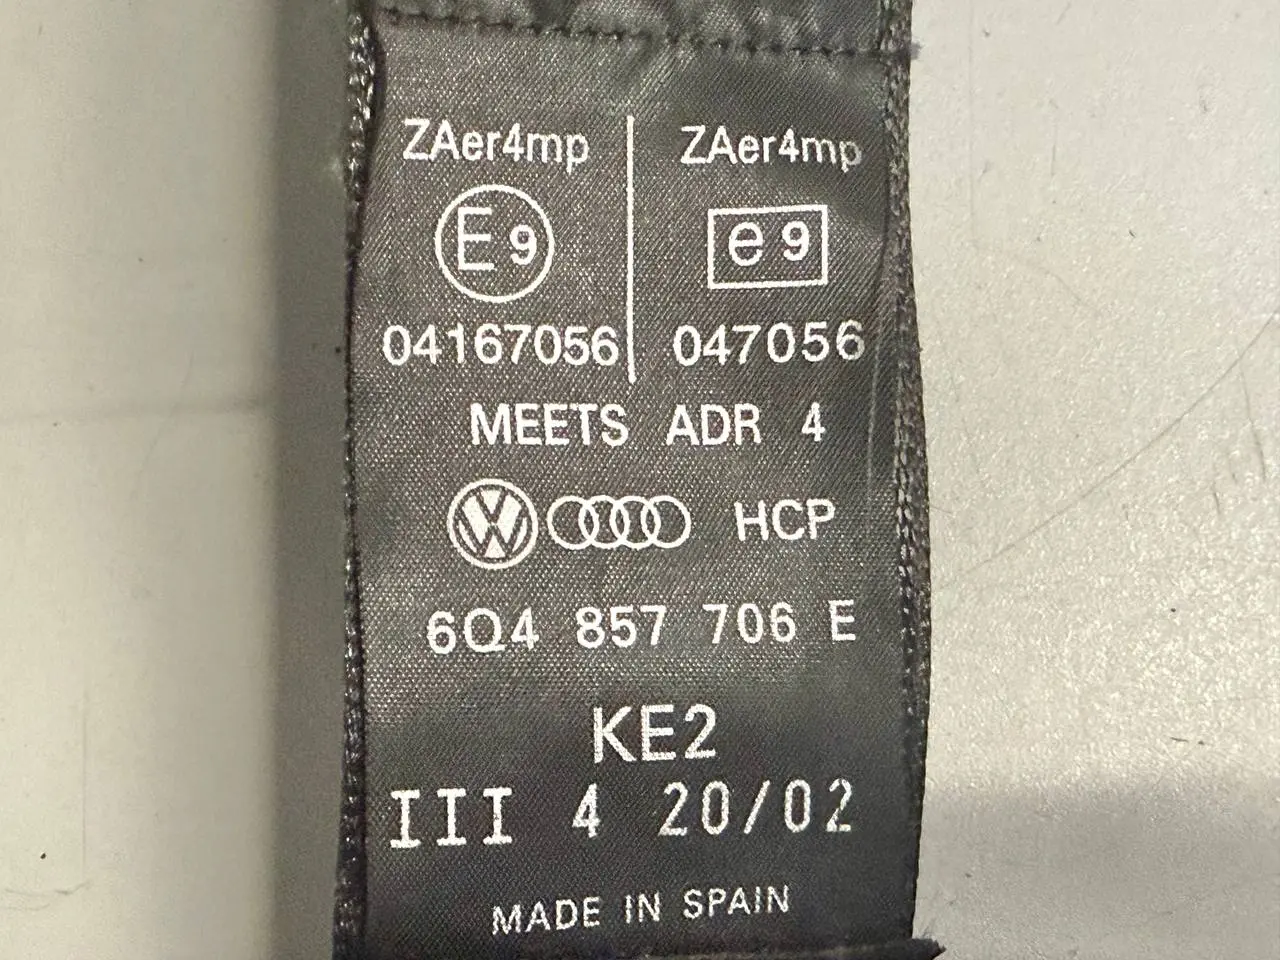 ZAer4mp ZAer4mp
E9 e9
04167056 047056
MEETS ADR 4
VW HCP
6Q4 857 706 E
KE2
III 4 20/02
MADE IN SPAIN